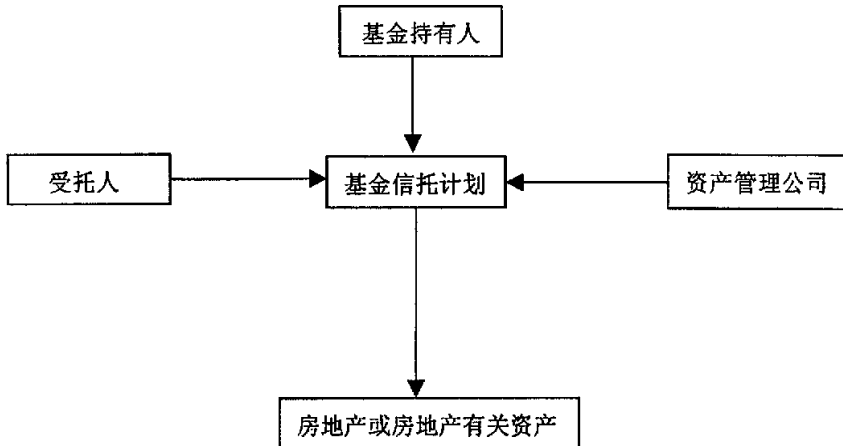 基金持有人
受托人
基金信托计划
资产管理公司
房地产或房地产有关资产